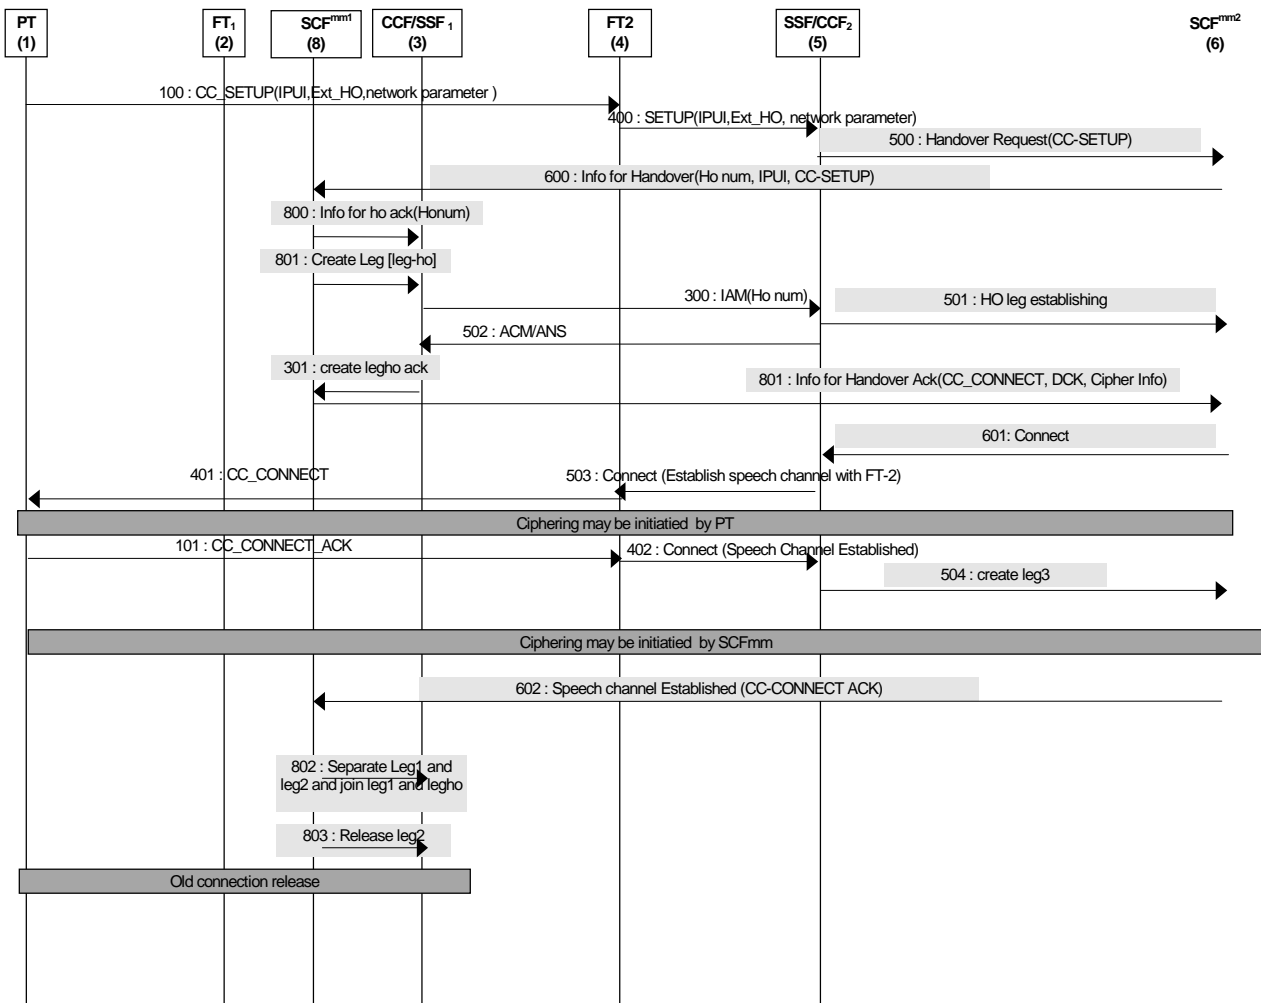 PT
(1)
FT1
(2)
SCFmm1
(8)
CCF/SSF 1
(3)
FT2
(4)
SSF/CCF2
(5)
SCFmm2
(6)
100 : CC_SETUP(IPUI,Ext_HO,network parameter )
400 : SETUP(IPUI,Ext_HO, network parameter)
500 : Handover Request(CC-SETUP)
600 : Info for Handover(Ho num, IPUI, CC-SETUP)
800 : Info for ho ack(Honum)
801 : Create Leg [leg-ho]
300 : IAM(Ho num)
501 : HO leg establishing
502 : ACM/ANS
301 : create legho ack
801 : Info for Handover Ack(CC_CONNECT, DCK, Cipher Info)
601: Connect
401 : CC_CONNECT
503 : Connect (Establish speech channel with FT-2)
Ciphering may be initiatied by PT
101 : CC_CONNECT_ACK
402 : Connect (Speech Channel Established)
504 : create leg3
Ciphering may be initiatied by SCFmm
602 : Speech channel Established (CC-CONNECT ACK)
802 : Separate Leg1 and
leg2 and join leg1 and legho
803 : Release leg2
Old connection release